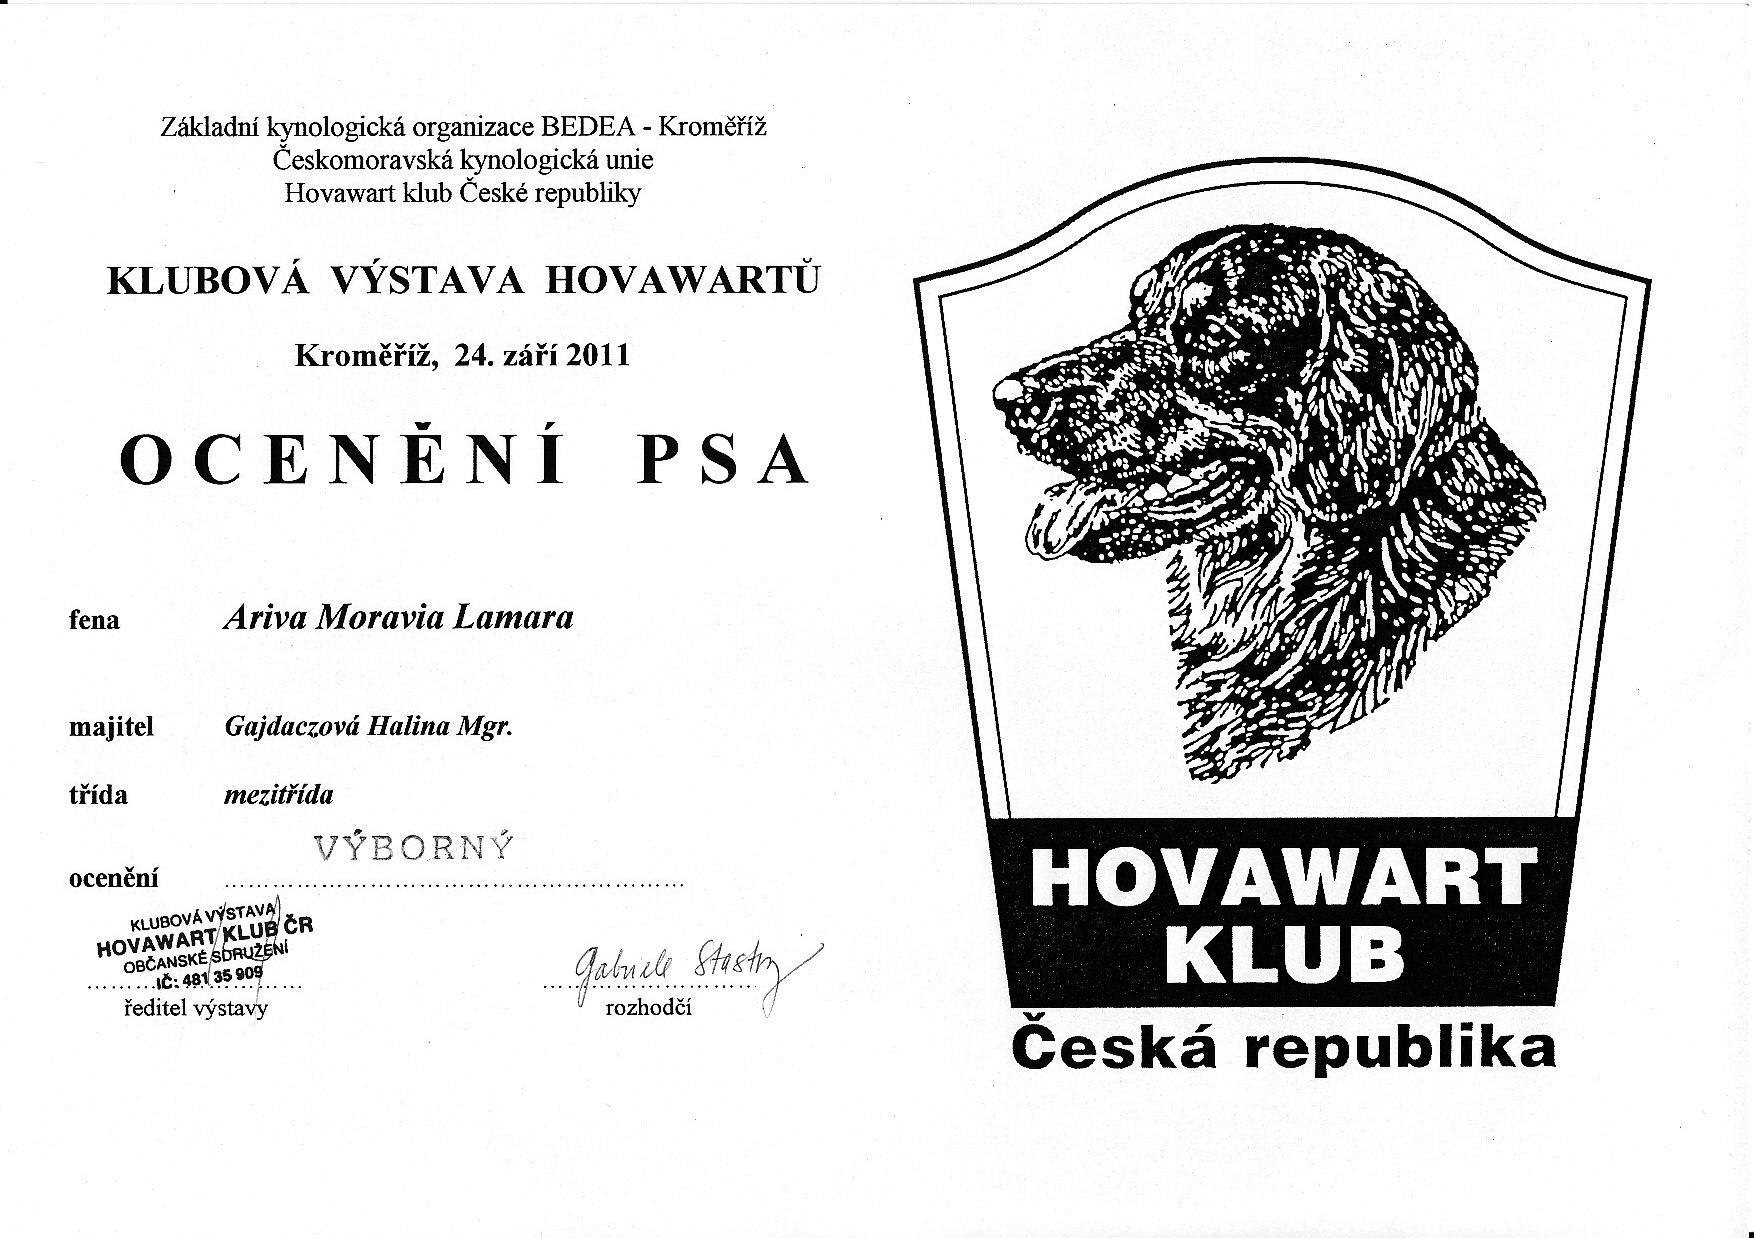 Základní kynologická organizace BEDEA - Kroměříž
Českomoravská kynologická unie
Hovawart klub České republiky
KLUBOVÁ VÝSTAVA HOVAWARTŮ
Kroměříž, 24. září 2011
OCENĚNÍ PSA
fena Ariva Moravia Lamara
majitel Gajdaczová Halina Mgr.
třída mezitřída
VÝBORNÝ
ocenění ..........................................................
KLUBOVÁ VÝSTAVA
HOVAWART KLUB ČR
OBČANSKÉ SDRUŽENÍ
IČ: 481 35 909
ředitel výstavy
Gabriele Stastny
rozhodčí
HOVAWART
KLUB
Česká republika